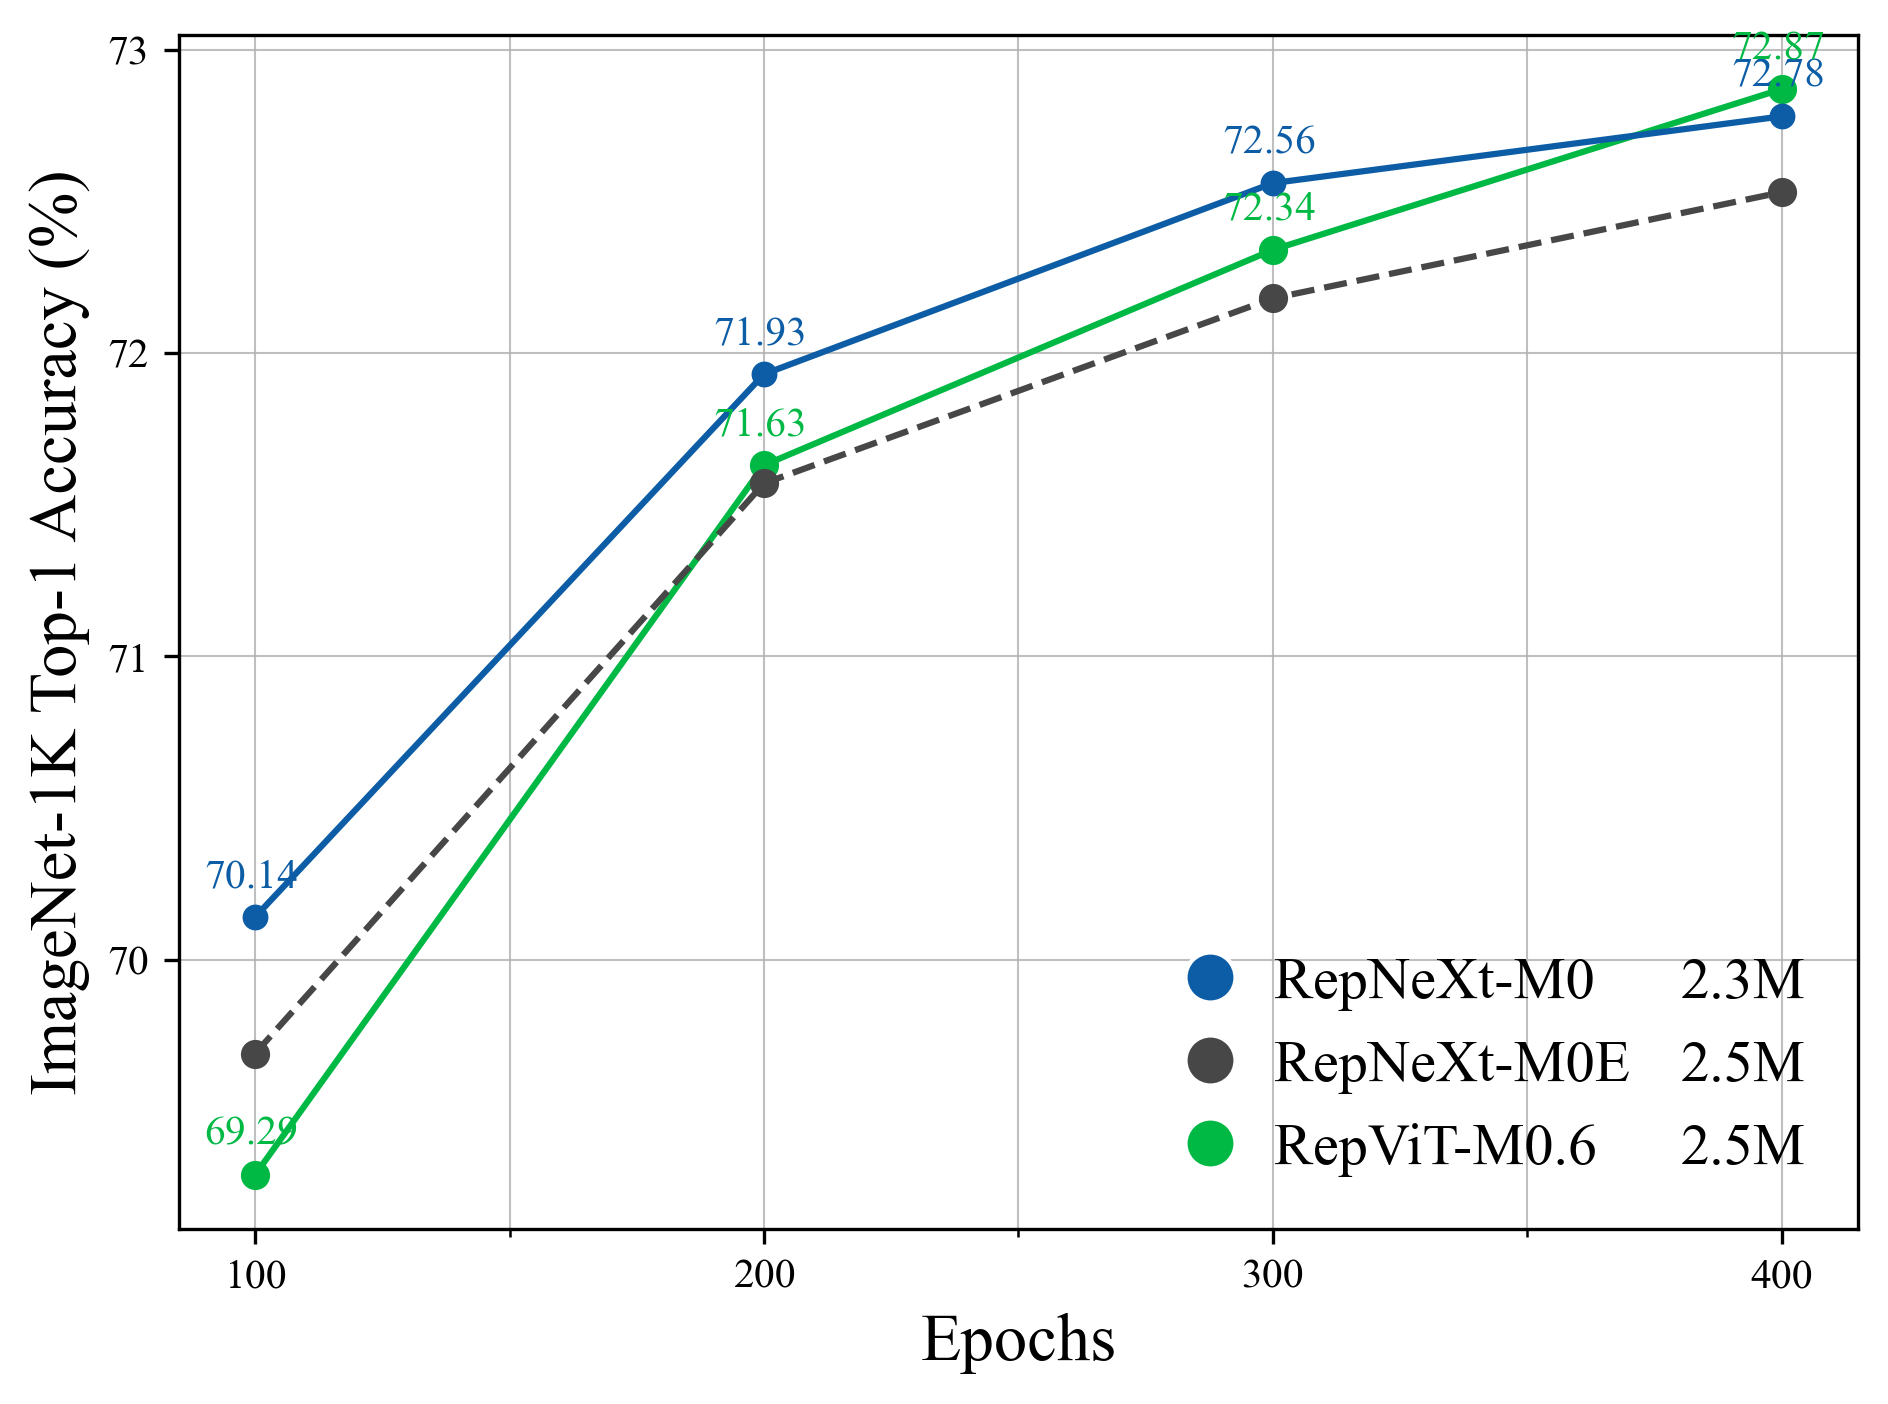 ImageNet-1K Top-1 Accuracy (%)
73
72
71
70
72.87
72.78
72.56
72.34
71.93
71.63
70.14
69.29
RepNeXt-M0 2.3M
RepNeXt-M0E 2.5M
RepViT-M0.6 2.5M
100 200 300 400
Epochs